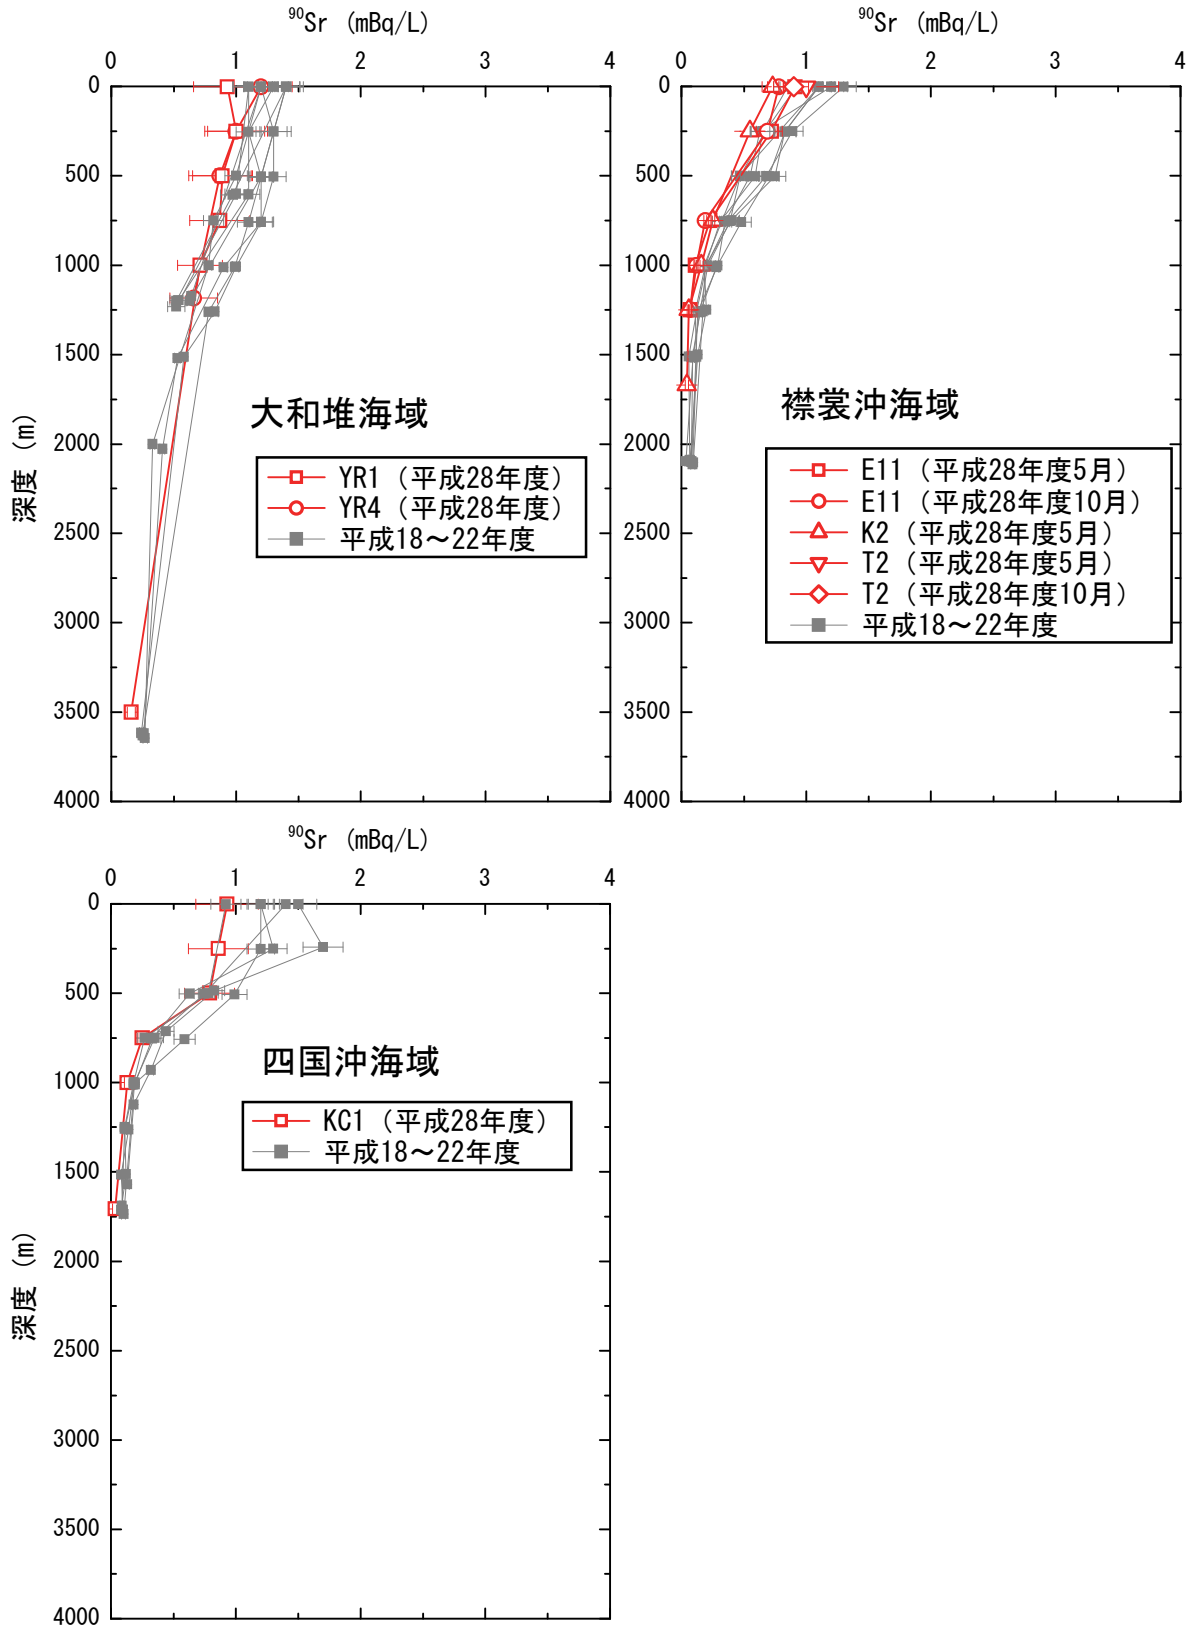 ⁹⁰Sr (mBq/L)
0 1 2 3 4
0
500
1000
1500
2000
2500
3000
3500
4000
深度 (m)
大和堆海域
YR1 (平成28年度)
YR4 (平成28年度)
平成18～22年度
⁹⁰Sr (mBq/L)
0 1 2 3 4
0
500
1000
1500
2000
2500
3000
3500
4000
襟裳沖海域
E11 (平成28年度5月)
E11 (平成28年度10月)
K2 (平成28年度5月)
T2 (平成28年度5月)
T2 (平成28年度10月)
平成18～22年度
⁹⁰Sr (mBq/L)
0 1 2 3 4
0
500
1000
1500
2000
2500
3000
3500
4000
深度 (m)
四国沖海域
KC1 (平成28年度)
平成18～22年度